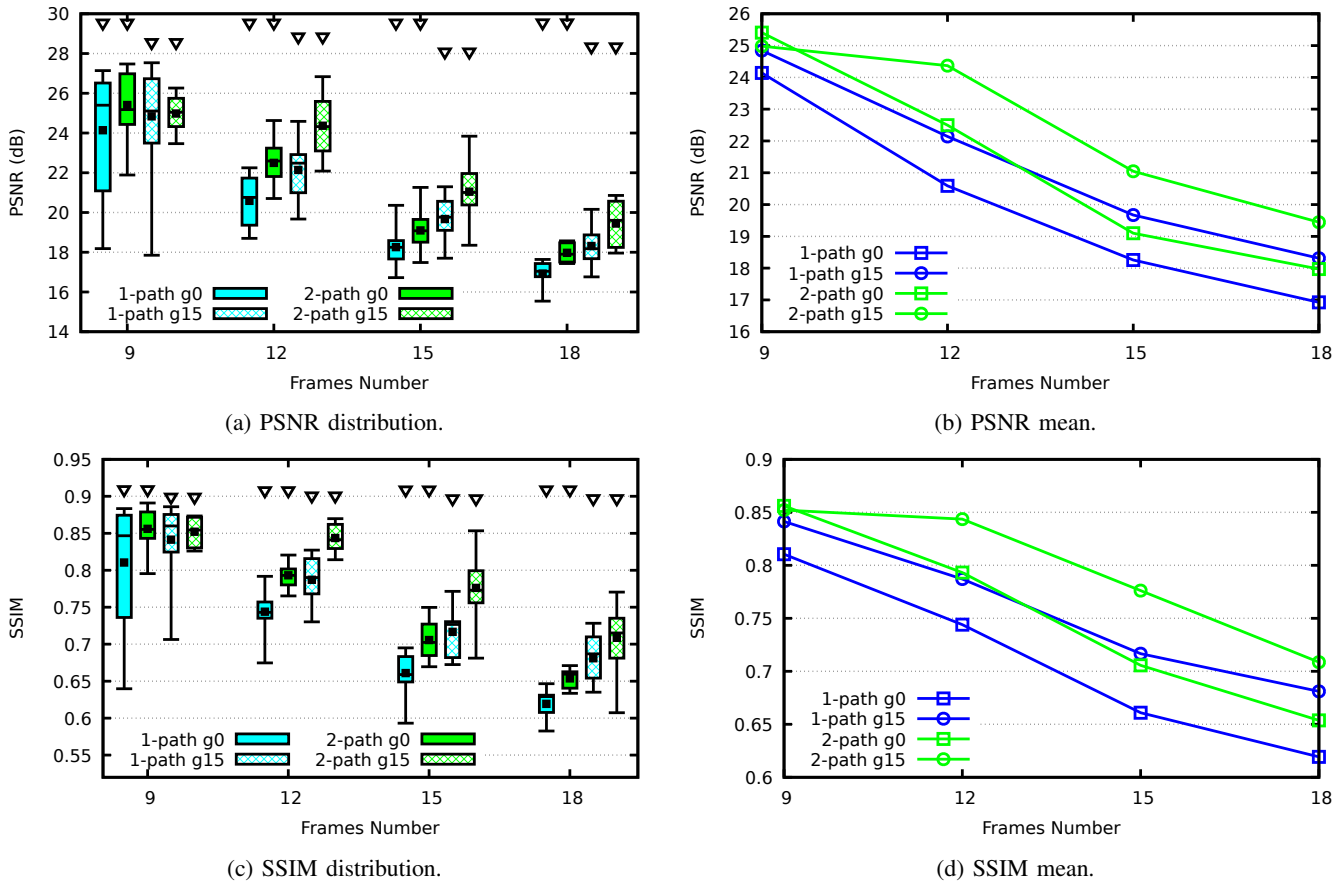 30
28
26
24
22
20
18
16
14
PSNR (dB)
1-path g0
1-path g15
2-path g0
2-path g15
9
12
15
18
Frames Number
(a) PSNR distribution.
26
25
24
23
22
21
20
19
18
17
16
PSNR (dB)
1-path g0
1-path g15
2-path g0
2-path g15
9
12
15
18
Frames Number
(b) PSNR mean.
0.95
0.9
0.85
0.8
0.75
0.7
0.65
0.6
0.55
SSIM
1-path g0
1-path g15
2-path g0
2-path g15
9
12
15
18
Frames Number
(c) SSIM distribution.
0.9
0.85
0.8
0.75
0.7
0.65
0.6
SSIM
1-path g0
1-path g15
2-path g0
2-path g15
9
12
15
18
Frames Number
(d) SSIM mean.